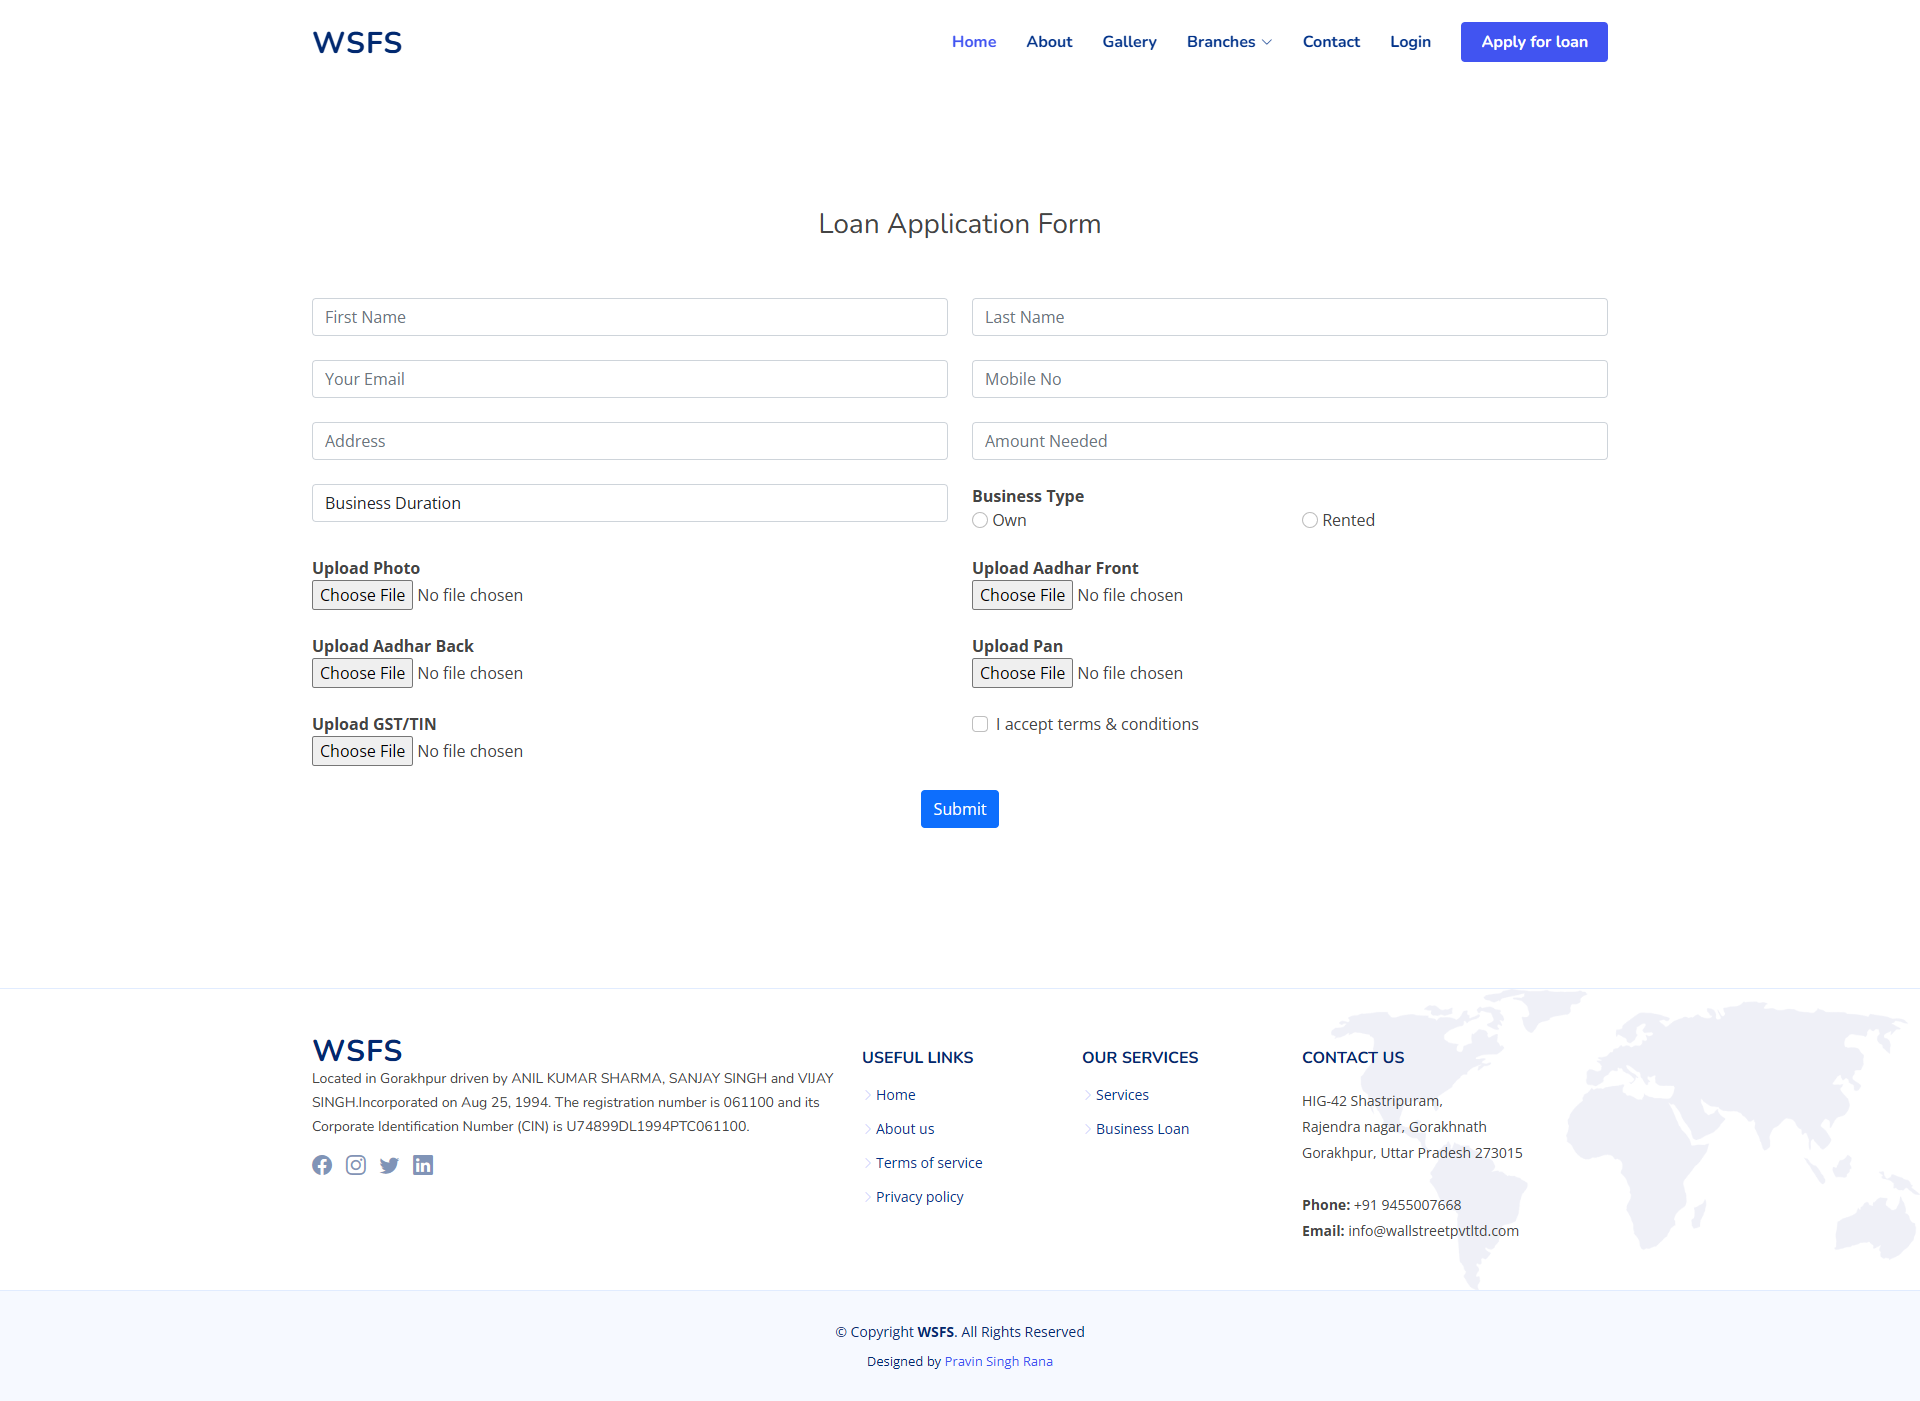 WSFS
Home About Gallery Branches Contact Login Apply for loan
Loan Application Form
First Name Last Name
Your Email Mobile No
Address Amount Needed
Business Duration Business Type
Own Rented
Upload Photo Upload Aadhar Front
Choose File No file chosen Choose File No file chosen
Upload Aadhar Back Upload Pan
Choose File No file chosen Choose File No file chosen
Upload GST/TIN I accept terms & conditions
Choose File No file chosen
Submit
WSFS
Located in Gorakhpur driven by ANIL KUMAR SHARMA, SANJAY SINGH and VIJAY
SINGH.Incorporated on Aug 25, 1994. The registration number is 061100 and its
Corporate Identification Number (CIN) is U74899DL1994PTC061100.
USEFUL LINKS
Home
About us
Terms of service
Privacy policy
OUR SERVICES
Services
Business Loan
CONTACT US
HIG-42 Shastripuram,
Rajendra nagar, Gorakhnath
Gorakhpur, Uttar Pradesh 273015
Phone: +91 9455007668
Email: info@wallstreetpvtltd.com
© Copyright WSFS. All Rights Reserved
Designed by Pravin Singh Rana